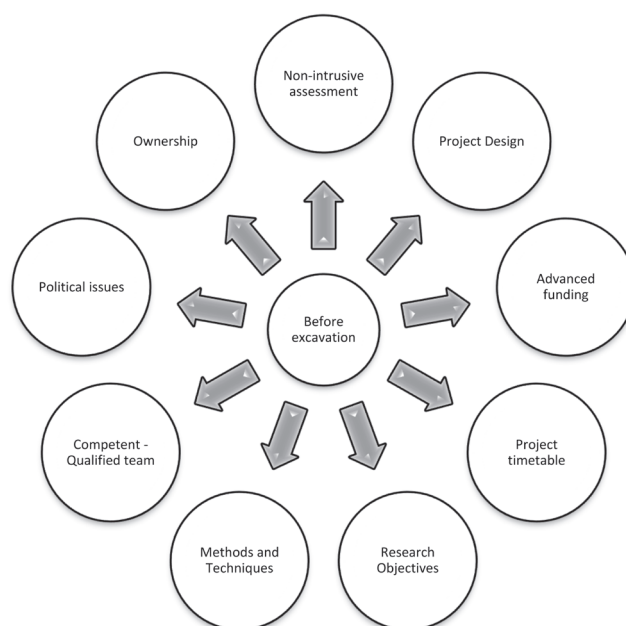 Non-intrusive
assessment
Project Design
Advanced
funding
Project
timetable
Research
Objectives
Methods and
Techniques
Competent -
Qualified team
Political issues
Ownership
Before
excavation